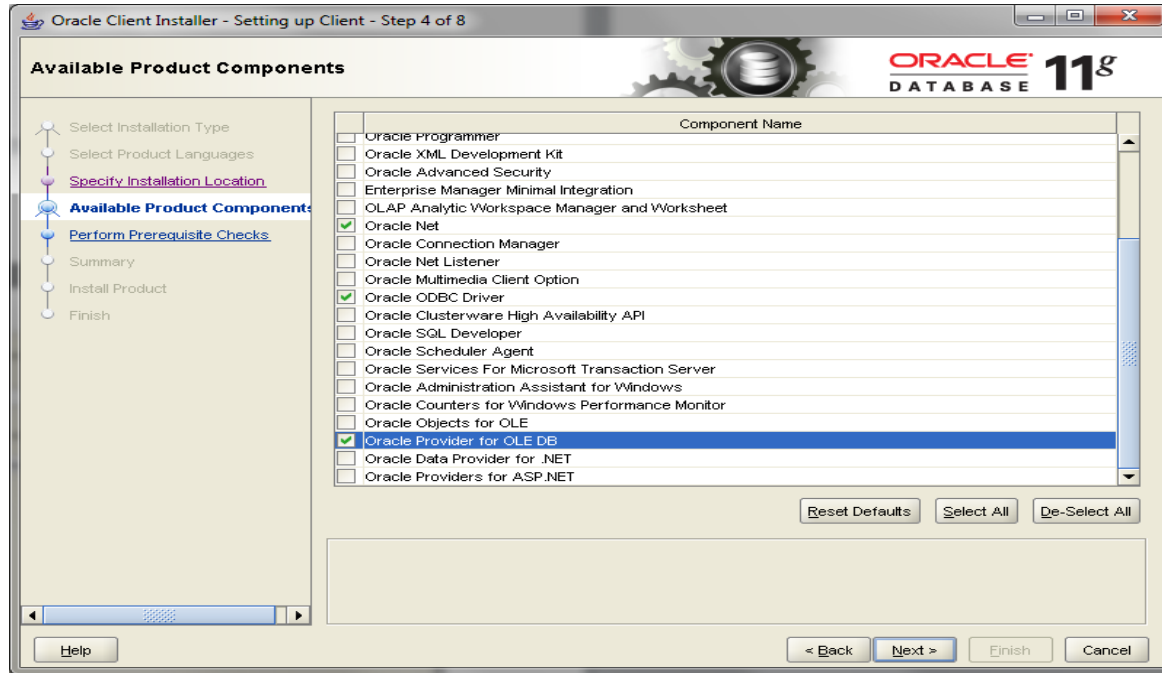 Oracle Client Installer - Setting up Client - Step 4 of 8
Available Product Components
ORACLE
DATABASE
11g
Select Installation Type
Select Product Languages
Specify Installation Location
Available Product Components
Perform Prerequisite Checks
Summary
Install Product
Finish
Component Name
Oracle Programmer
Oracle XML Development Kit
Oracle Advanced Security
Enterprise Manager Minimal Integration
OLAP Analytic Workspace Manager and Worksheet
Oracle Net
Oracle Connection Manager
Oracle Net Listener
Oracle Multimedia Client Option
Oracle ODBC Driver
Oracle Clusterware High Availability API
Oracle SQL Developer
Oracle Scheduler Agent
Oracle Services For Microsoft Transaction Server
Oracle Administration Assistant for Windows
Oracle Counters for Windows Performance Monitor
Oracle Objects for OLE
Oracle Provider for OLE DB
Oracle Data Provider for .NET
Oracle Providers for ASP.NET
Reset Defaults
Select All
De-Select All
Help
< Back
Next >
Finish
Cancel